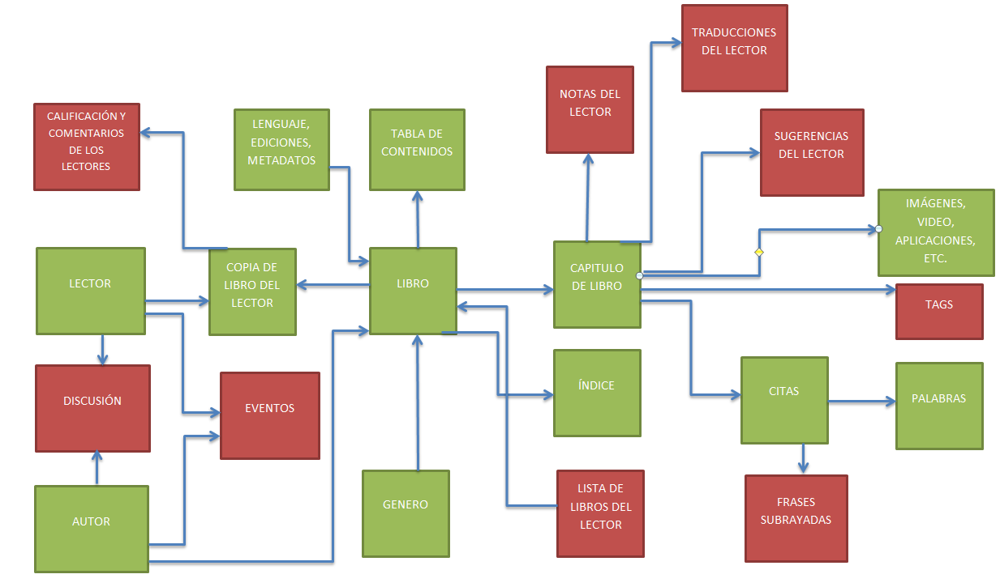 TRADUCCIONES
DEL LECTOR
NOTAS DEL
LECTOR
CALIFICACIÓN Y
COMENTARIOS
DE LOS
LECTORES
LENGUAJE,
EDICIONES,
METADATOS
TABLA DE
CONTENIDOS
SUGERENCIAS
DEL LECTOR
IMÁGENES,
VIDEO,
APLICACIONES,
ETC.
LECTOR
COPIA DE
LIBRO DEL
LECTOR
LIBRO
CAPITULO
DE LIBRO
TAGS
DISCUSIÓN
EVENTOS
ÍNDICE
CITAS
PALABRAS
AUTOR
GENERO
LISTA DE
LIBROS DEL
LECTOR
FRASES
SUBRAYADAS